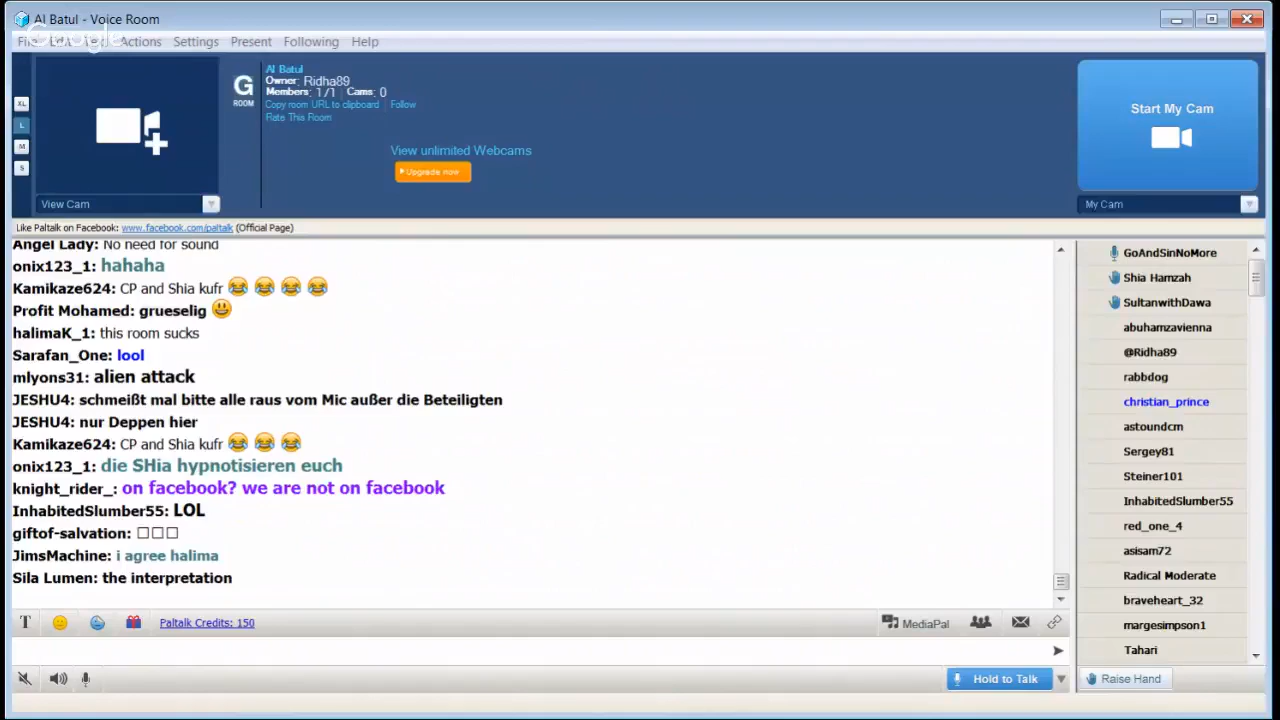 Al Batul - Voice Room
Google
Actions Settings Present Following Help
Al Batul
Owner: Ridha89
Members: 1/1 Cams: 0
Copy room URL to clipboard Follow
Rate This Room
G
ROOM
View unlimited Webcams
Upgrade now
Start My Cam
XL
L
M
S
View Cam
My Cam
Like Paltalk on Facebook: www.facebook.com/paltalk (Official Page)
Angel Lady: No need for sound
onix123_1: hahaha
Kamikaze624: CP and Shia kufr 😂 😂 😂 😂
Profit Mohamed: grueselig 😃
halimaK_1: this room sucks
Sarafan_One: lool
mlyons31: alien attack
JESHU4: schmeißt mal bitte alle raus vom Mic außer die Beteiligten
JESHU4: nur Deppen hier
Kamikaze624: CP and Shia kufr 😂 😂 😂
onix123_1: die SHia hypnotisieren euch
knight_rider_: on facebook? we are not on facebook
InhabitedSlumber55: LOL
giftof-salvation: □□□
JimsMachine: i agree halima
Sila Lumen: the interpretation
GoAndSinNoMore
Shia Hamzah
SultanwithDawa
abuhamzavienna
@Ridha89
rabbdog
christian_prince
astoundcm
Sergey81
Steiner101
InhabitedSlumber55
red_one_4
asisam72
Radical Moderate
braveheart_32
margesimpson1
Tahari
T
Paltalk Credits: 150
MediaPal
Hold to Talk
Raise Hand